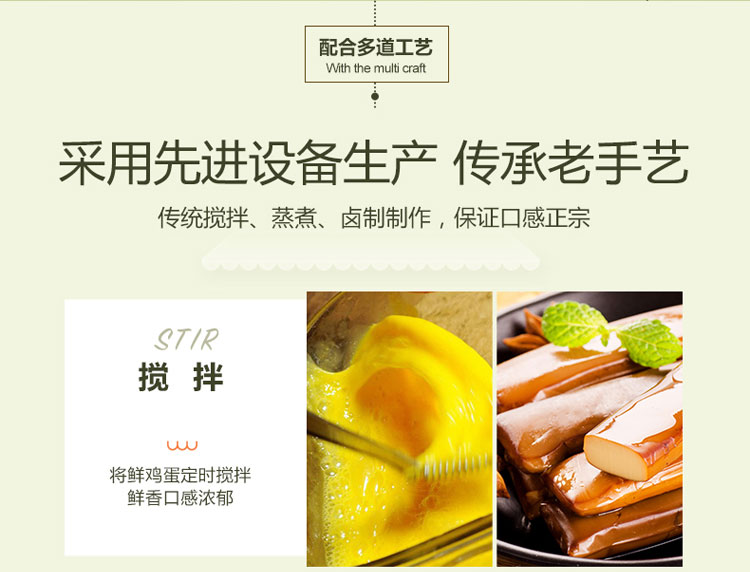 配合多道工艺
With the multi craft
采用先进设备生产 传承老手艺
传统搅拌、蒸煮、卤制制作，保证口感正宗
STIR
搅 拌
将鲜鸡蛋定时搅拌
鲜香口感浓郁